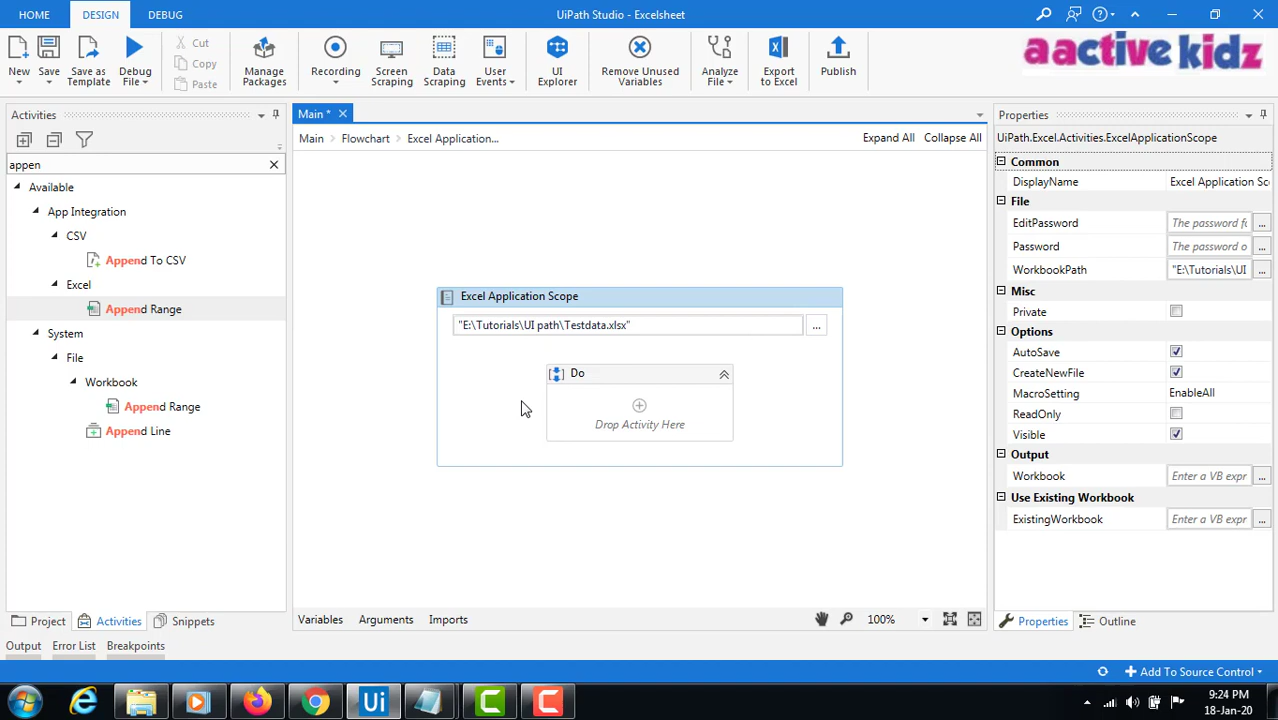 HOME DESIGN DEBUG UiPath Studio - Excelsheet
New Save Save as Template Debug File Cut Copy Paste Manage Packages Recording Screen Scraping Data Scraping User Events UI Explorer Remove Unused Variables Analyze File Export to Excel Publish
aactive kidz
Activities
appen
Available
App Integration
CSV
Append To CSV
Excel
Append Range
System
File
Workbook
Append Range
Append Line
Project Activities Snippets
Main *
Main Flowchart Excel Application... Expand All Collapse All
Excel Application Scope
"E:\Tutorials\UI path\Testdata.xlsx" ...
Do
Drop Activity Here
Variables Arguments Imports 100%
Properties
UiPath.Excel.Activities.ExcelApplicationScope
Common
DisplayName Excel Application Sc
File
EditPassword The password f ...
Password The password o ...
WorkbookPath "E:\Tutorials\UI ...
Misc
Private
Options
AutoSave
CreateNewFile
MacroSetting EnableAll
ReadOnly
Visible
Output
Workbook Enter a VB expr ...
Use Existing Workbook
ExistingWorkbook Enter a VB expr ...
Properties Outline
Output Error List Breakpoints
Add To Source Control
Ui
9:24 PM
18-Jan-20